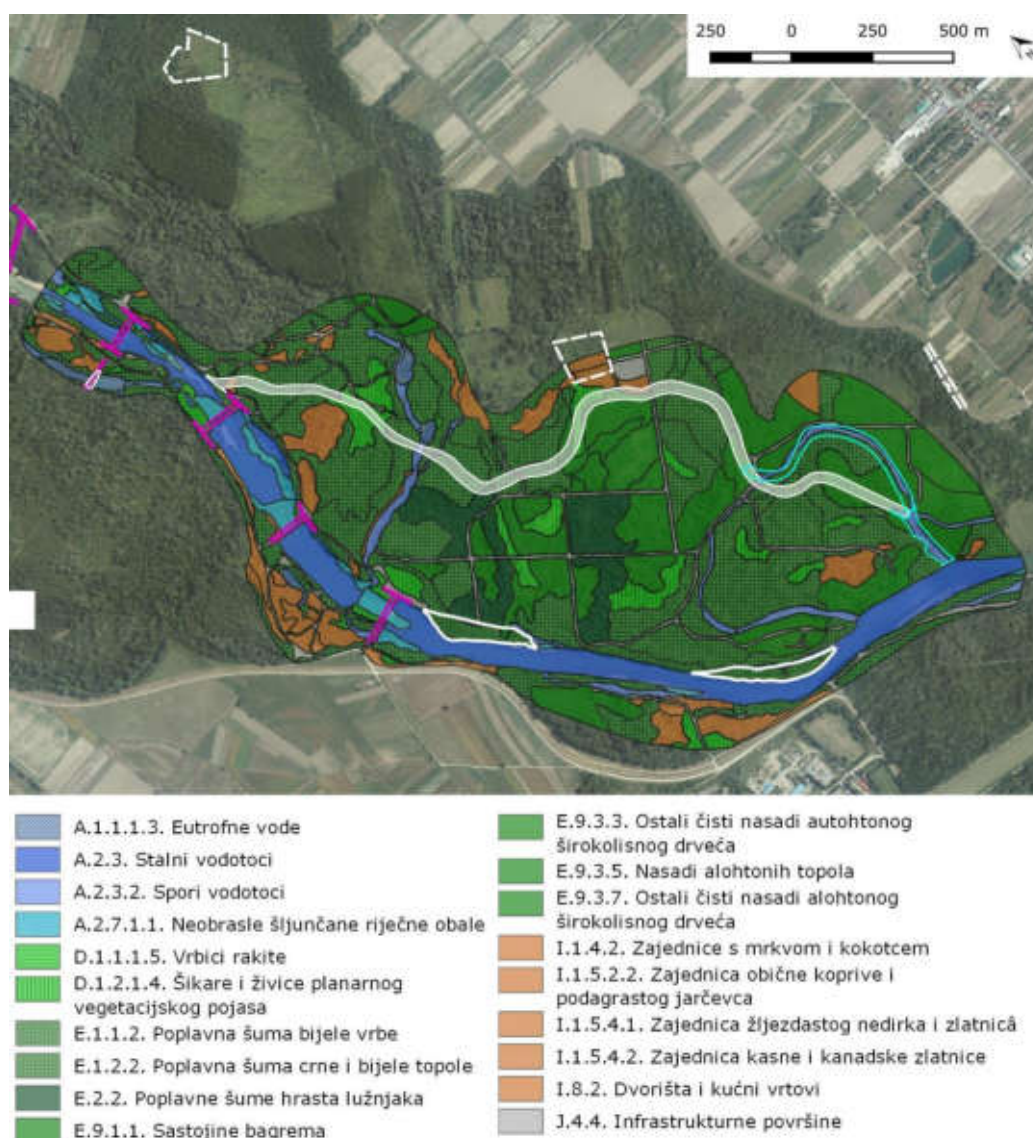 250 0 250 500 m
A.1.1.1.3. Eutrofne vode
A.2.3. Stalni vodotoci
A.2.3.2. Spori vodotoci
A.2.7.1.1. Neobrasle šljunčane riječne obale
D.1.1.1.5. Vrbici rakite
D.1.2.1.4. Šikare i živice planarnog
vegetacijskog pojasa
E.1.1.2. Poplavna šuma bijele vrbe
E.1.2.2. Poplavna šuma crne i bijele topole
E.2.2. Poplavne šume hrasta lužnjaka
E.9.1.1. Sastojine bagrema
E.9.3.3. Ostali čisti nasadi autohtonog
širokolisnog drveća
E.9.3.5. Nasadi alohtonih topola
E.9.3.7. Ostali čisti nasadi alohtonog
širokolisnog drveća
I.1.4.2. Zajednice s mrkvom i kokotcem
I.1.5.2.2. Zajednica obične koprive i
podagrastog jarčevca
I.1.5.4.1. Zajednica žljezdastog nedirka i zlatnicâ
I.1.5.4.2. Zajednica kasne i kanadske zlatnice
I.8.2. Dvorišta i kućni vrtovi
J.4.4. Infrastrukturne površine